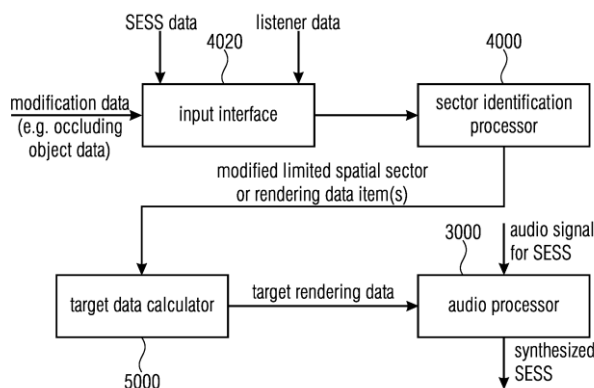 SESS data
listener data
4020
4000
modification data
(e.g. occluding
object data)
input interface
sector identification
processor
modified limited spatial sector
or rendering data item(s)
3000
audio signal
for SESS
target data calculator
target rendering data
audio processor
5000
synthesized
SESS